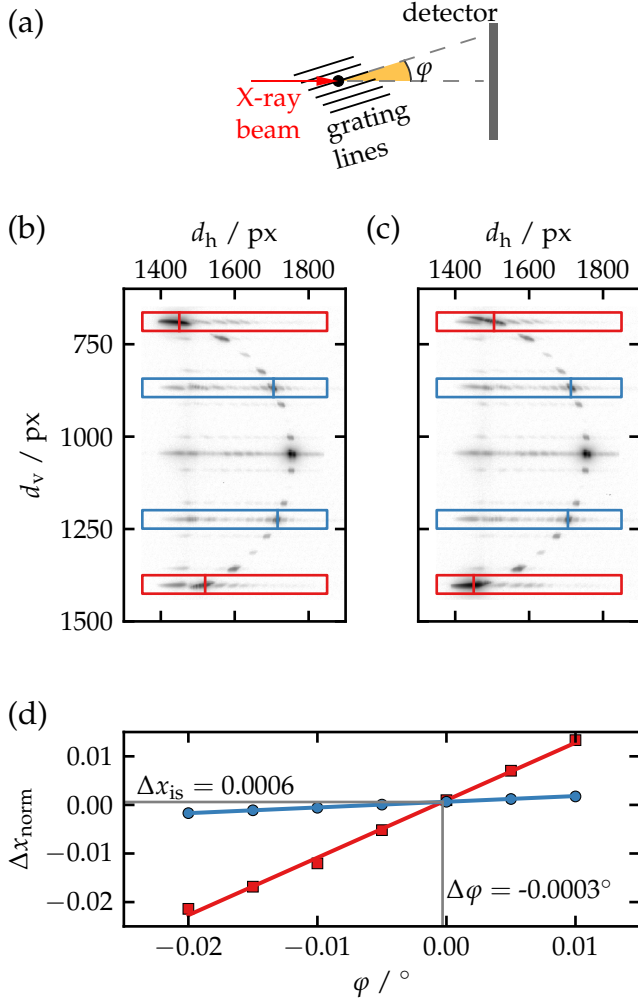 (a)
detector
φ
X-ray
beam
grating
lines
(b)
d_h / px
1400 1600 1800
(c)
d_h / px
1400 1600 1800
d_v / px
750
1000
1250
1500
(d)
Δx_norm
0.01
0.00
−0.01
−0.02
Δx_is = 0.0006
Δφ = -0.0003°
−0.02 −0.01 0.00 0.01
φ / °